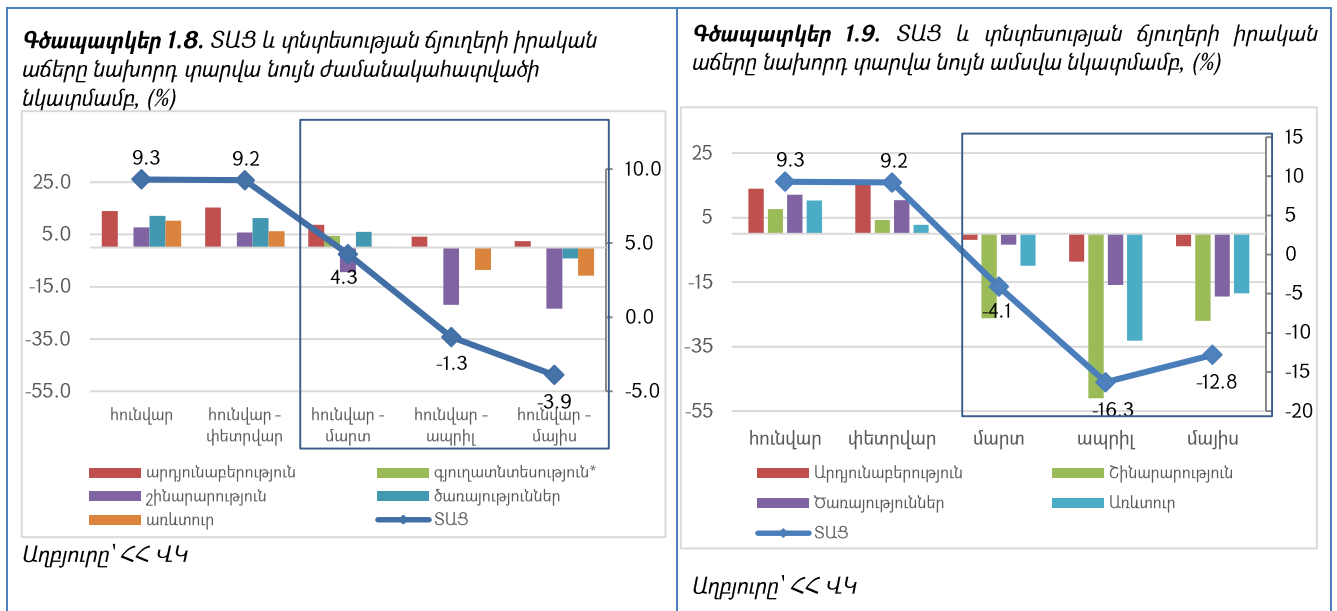 Գծապատկեր 1.8. ՏԱՑ և տնտեսության ճյուղերի իրական
աճերը նախորդ տարվա նույն ժամանակահատվածի
նկատմամբ, (%)
9.3
9.2
4.3
-1.3
-3.9
25.0
5.0
-15.0
-35.0
-55.0
10.0
5.0
0.0
-5.0
հունվար
հունվար -
փետրվար
հունվար -
մարտ
հունվար -
ապրիլ
հունվար -
մայիս
արդյունաբերություն
գյուղատնտեսություն*
շինարարություն
ծառայություններ
առևտուր
ՏԱՑ
Աղբյուրը՝ ՀՀ ՎԿ
Գծապատկեր 1.9. ՏԱՑ և տնտեսության ճյուղերի իրական
աճերը նախորդ տարվա նույն ամսվա նկատմամբ, (%)
9.3
9.2
-4.1
-16.3
-12.8
25
5
-15
-35
-55
15
10
5
0
-5
-10
-15
-20
հունվար
փետրվար
մարտ
ապրիլ
մայիս
Արդյունաբերություն
Շինարարություն
Ծառայություններ
Առևտուր
ՏԱՑ
Աղբյուրը՝ ՀՀ ՎԿ